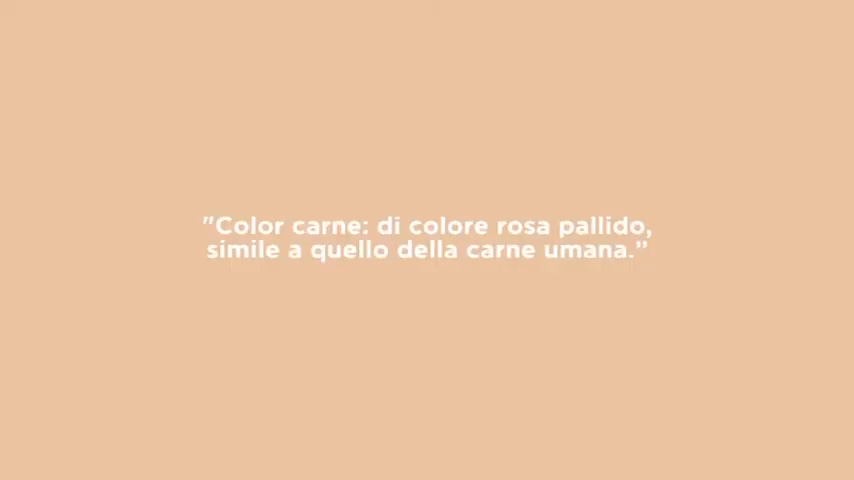 "Color carne: di colore rosa pallido,
simile a quello della carne umana.”